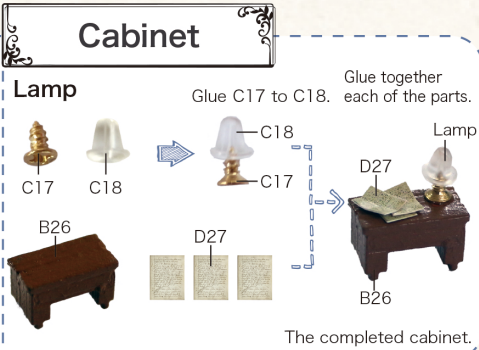 Cabinet
Lamp
Glue C17 to C18.
Glue together
each of the parts.
C18
C17
C17
C18
Lamp
D27
B26
D27
B26
The completed cabinet.